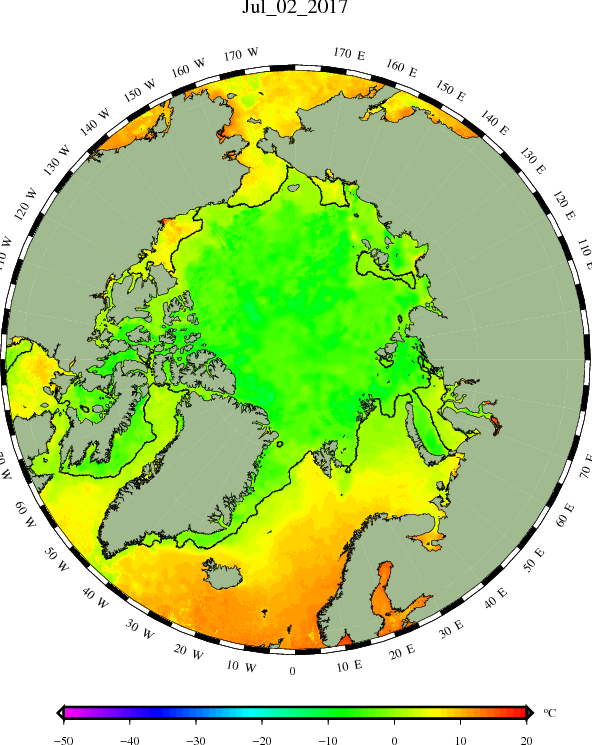 Jul_02_2017
170 W
170 E
160 W
160 E
150 W
150 E
140 W
140 E
130 W
130 E
120 W
120 E
110 E
70 E
60 W
60 E
50 W
50 E
40 W
40 E
30 W
30 E
20 W
20 E
10 W
10 E
0
°C
−50 −40 −30 −20 −10 0 10 20